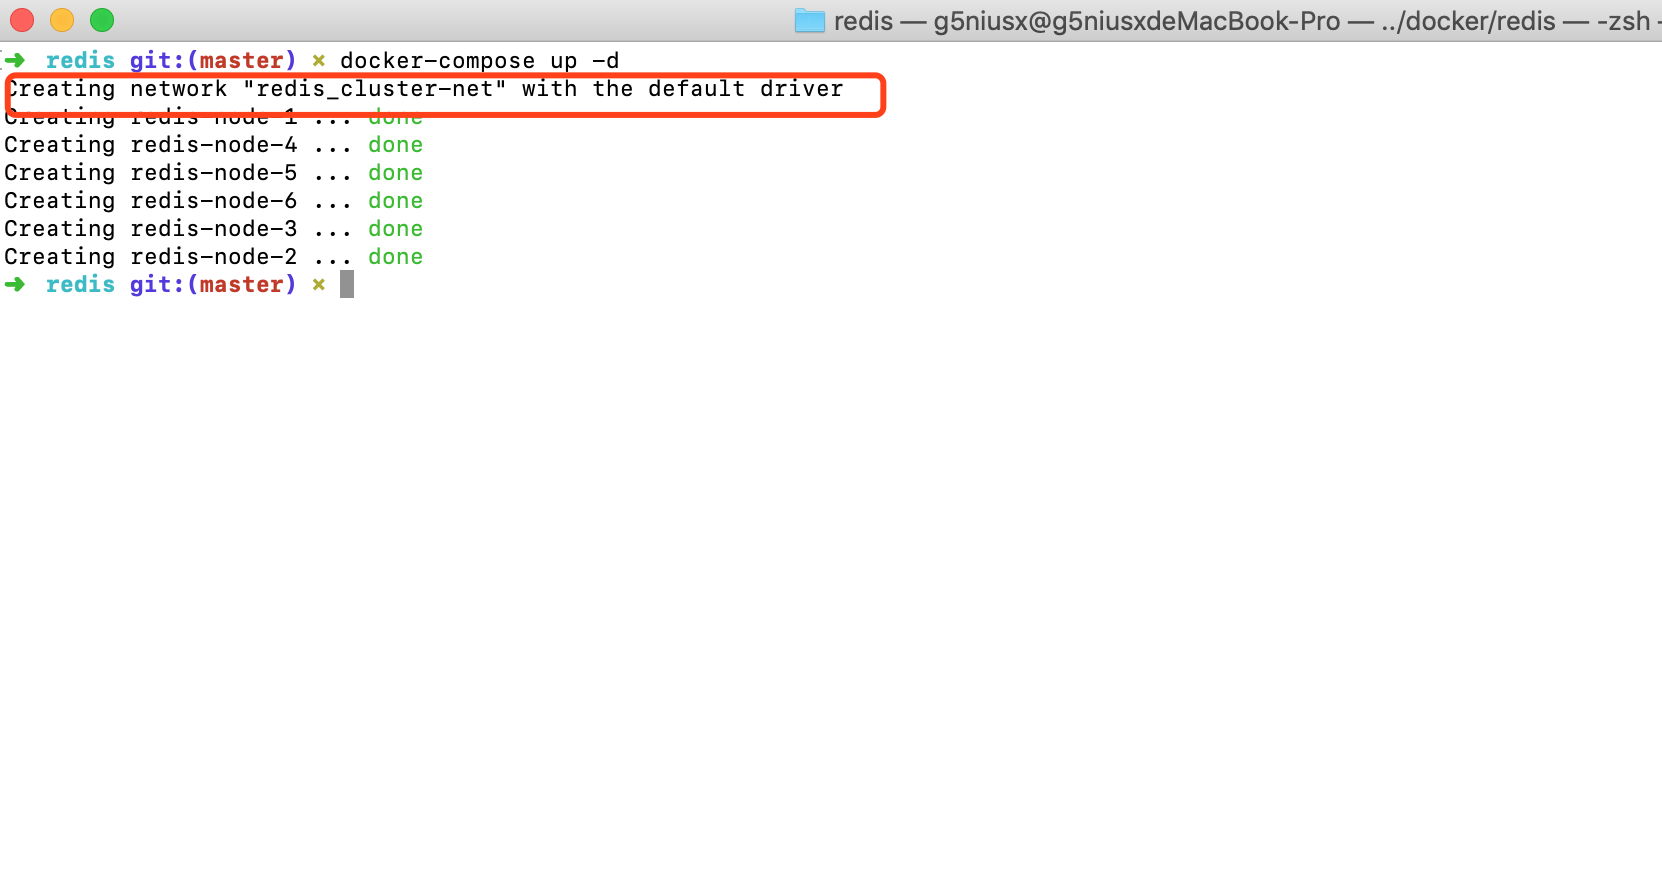 redis — g5niusx@g5niusxdeMacBook-Pro — ../docker/redis — -zsh -
➜ redis git:(master) ✗ docker-compose up -d
Creating network "redis_cluster-net" with the default driver
Creating redis-node-1 ... done
Creating redis-node-4 ... done
Creating redis-node-5 ... done
Creating redis-node-6 ... done
Creating redis-node-3 ... done
Creating redis-node-2 ... done
➜ redis git:(master) ✗